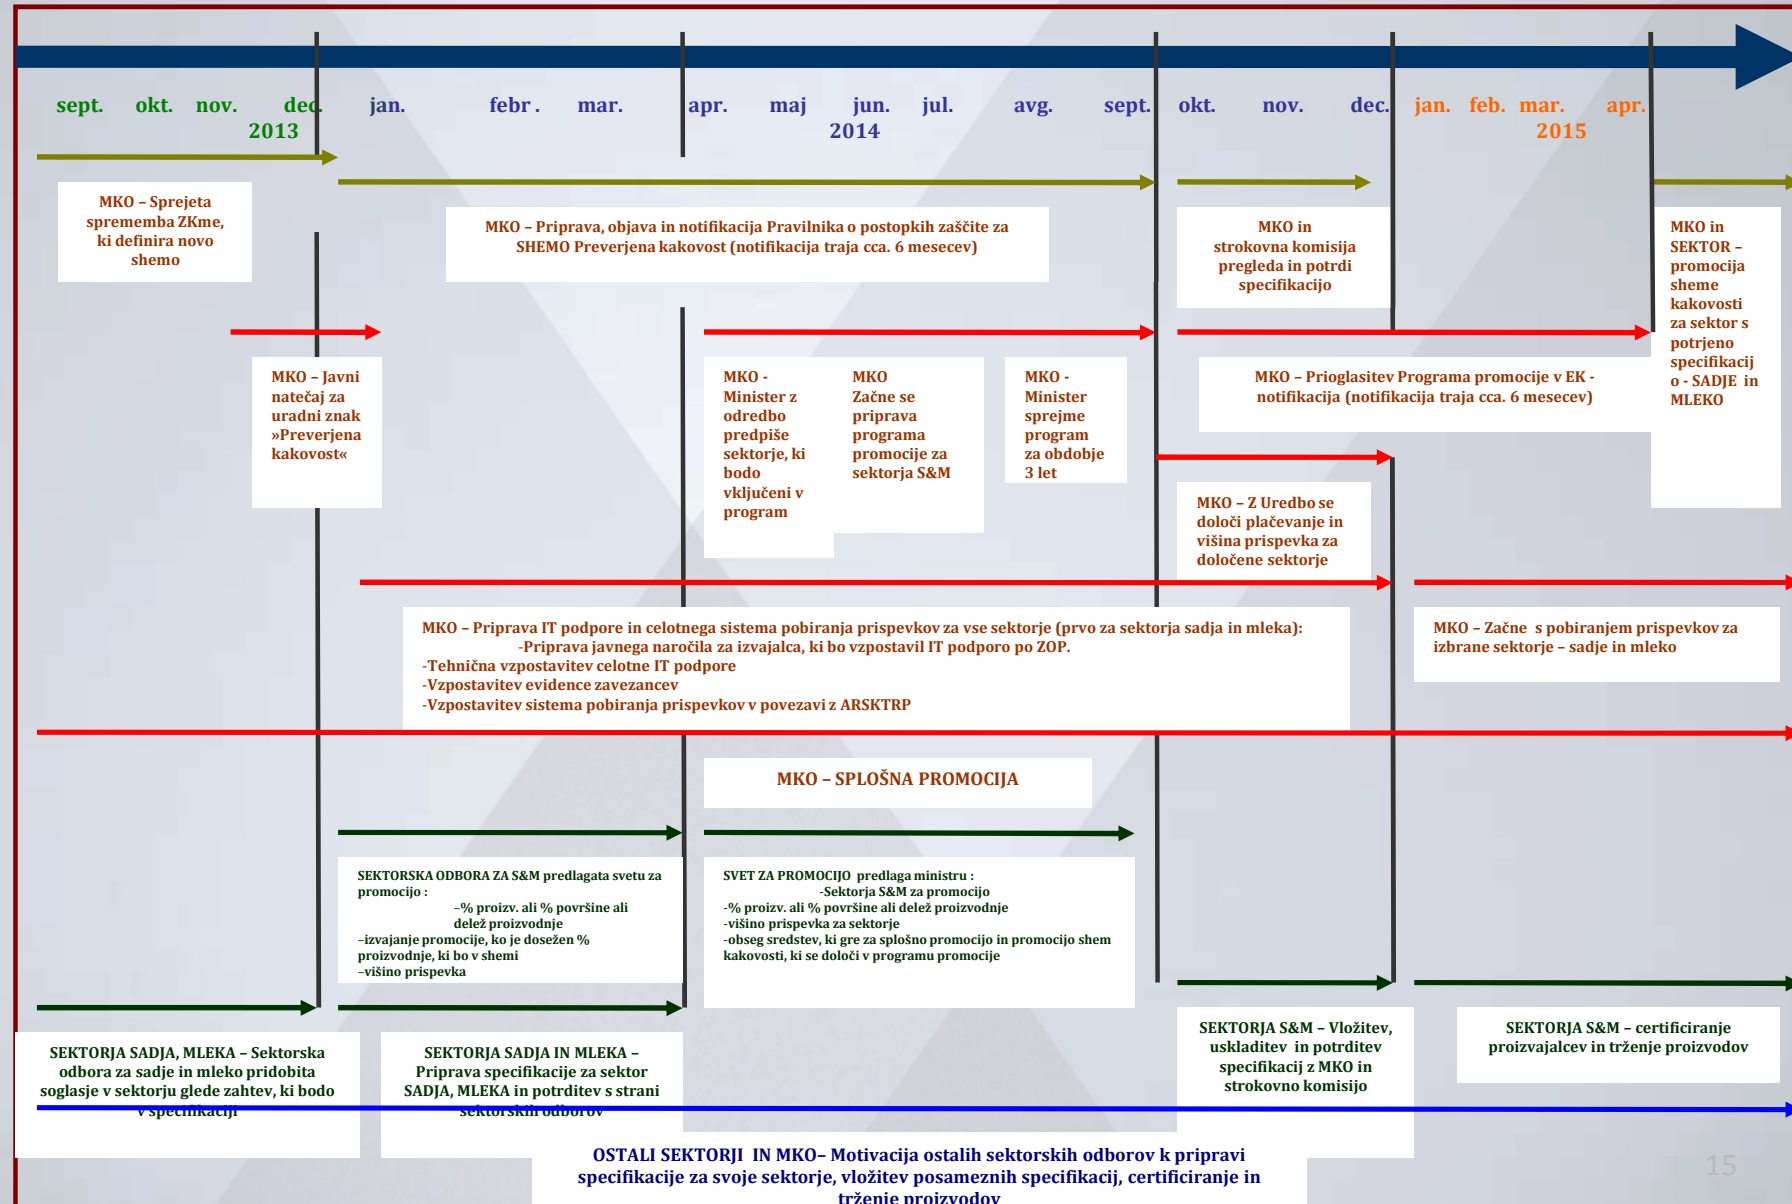 sept. okt. nov. dec. jan. febr . mar. apr. maj jun. jul. avg. sept. okt. nov. dec. jan. feb. mar. apr.
2013 2014 2015
MKO – Sprejeta
sprememba ZKme,
ki definira novo
shemo
MKO – Priprava, objava in notifikacija Pravilnika o postopkih zaščite za
SHEMO Preverjena kakovost (notifikacija traja cca. 6 mesecev)
MKO in
strokovna komisija
pregleda in potrdi
specifikacijo
MKO in
SEKTOR –
promocija
sheme
kakovosti
za sektor s
potrjeno
specifikacij
o - SADJE in
MLEKO
MKO – Javni
natečaj za
uradni znak
»Preverjena
kakovost«
MKO -
Minister z
odredbo
predpiše
sektorje, ki
bodo
vključeni v
program
MKO
Začne se
priprava
programa
promocije za
sektorja S&M
MKO -
Minister
sprejme
program
za obdobje
3 let
MKO – Prioglasitev Programa promocije v EK -
notifikacija (notifikacija traja cca. 6 mesecev)
MKO – Z Uredbo se
določi plačevanje in
višina prispevka za
določene sektorje
MKO – Priprava IT podpore in celotnega sistema pobiranja prispevkov za vse sektorje (prvo za sektorja sadja in mleka):
-Priprava javnega naročila za izvajalca, ki bo vzpostavil IT podporo po ZOP.
-Tehnična vzpostavitev celotne IT podpore
-Vzpostavitev evidence zavezancev
-Vzpostavitev sistema pobiranja prispevkov v povezavi z ARSKTRP
MKO – Začne s pobiranjem prispevkov za
izbrane sektorje – sadje in mleko
MKO – SPLOŠNA PROMOCIJA
SEKTORSKA ODBORA ZA S&M predlagata svetu za
promocijo :
–% proizv. ali % površine ali
delež proizvodnje
–izvajanje promocije, ko je dosežen %
proizvodnje, ki bo v shemi
–višino prispevka
SVET ZA PROMOCIJO predlaga ministru :
-Sektorja S&M za promocijo
-% proizv. ali % površine ali delež proizvodnje
-višino prispevka za sektorje
-obseg sredstev, ki gre za splošno promocijo in promocijo shem
kakovosti, ki se določi v programu promocije
SEKTORJA SADJA, MLEKA – Sektorska
odbora za sadje in mleko pridobita
soglasje v sektorju glede zahtev, ki bodo
v specifikaciji
SEKTORJA SADJA IN MLEKA –
Priprava specifikacije za sektor
SADJA, MLEKA in potrditev s strani
sektorskih odborov
SEKTORJA S&M – Vložitev,
uskladitev in potrditev
specifikacij z MKO in
strokovno komisijo
SEKTORJA S&M – certificiranje
proizvajalcev in trženje proizvodov
OSTALI SEKTORJI IN MKO– Motivacija ostalih sektorskih odborov k pripravi
specifikacije za svoje sektorje, vložitev posameznih specifikacij, certificiranje in
trženje proizvodov
15